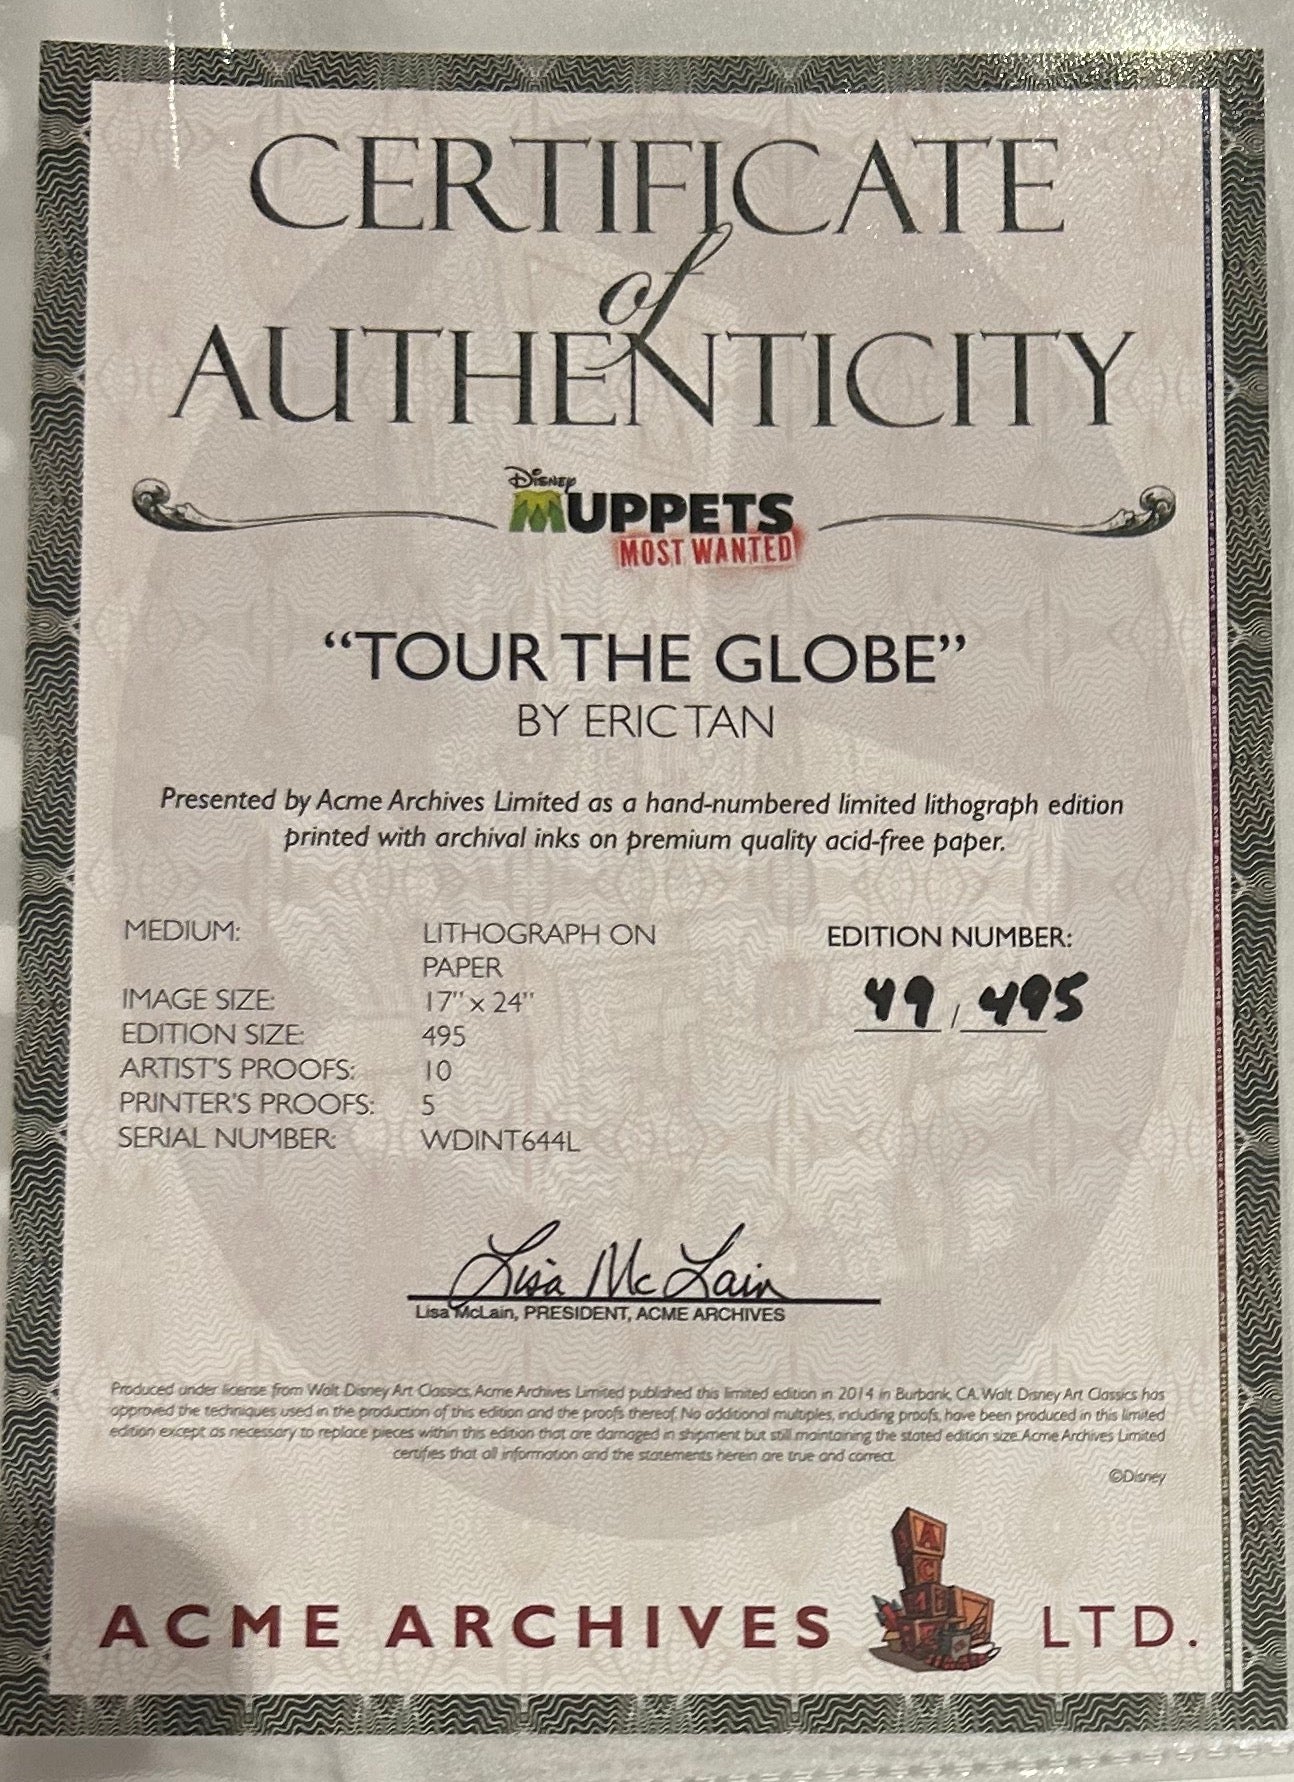 CERTIFICATE
of
AUTHENTICITY
Disney
MUPPETS
MOST WANTED
“TOUR THE GLOBE”
BY ERIC TAN
Presented by Acme Archives Limited as a hand-numbered limited lithograph edition
printed with archival inks on premium quality acid-free paper.
MEDIUM: LITHOGRAPH ON
PAPER
IMAGE SIZE: 17" x 24"
EDITION SIZE: 495
ARTIST'S PROOFS: 10
PRINTER'S PROOFS: 5
SERIAL NUMBER: WDINT644L
EDITION NUMBER:
49 / 495
Lisa McLain
Lisa McLain, PRESIDENT, ACME ARCHIVES
Produced under license from Walt Disney Art Classics, Acme Archives Limited published this limited edition in 2014 in Burbank, CA. Walt Disney Art Classics has
approved the techniques used in the production of this edition and the proofs thereof. No additional multiples, including proofs, have been produced in this limited
edition except as necessary to replace pieces within this edition that are damaged in shipment but still maintaining the stated edition size. Acme Archives Limited
certifies that all information and the statements herein are true and correct.
©Disney
ACME ARCHIVES LTD.